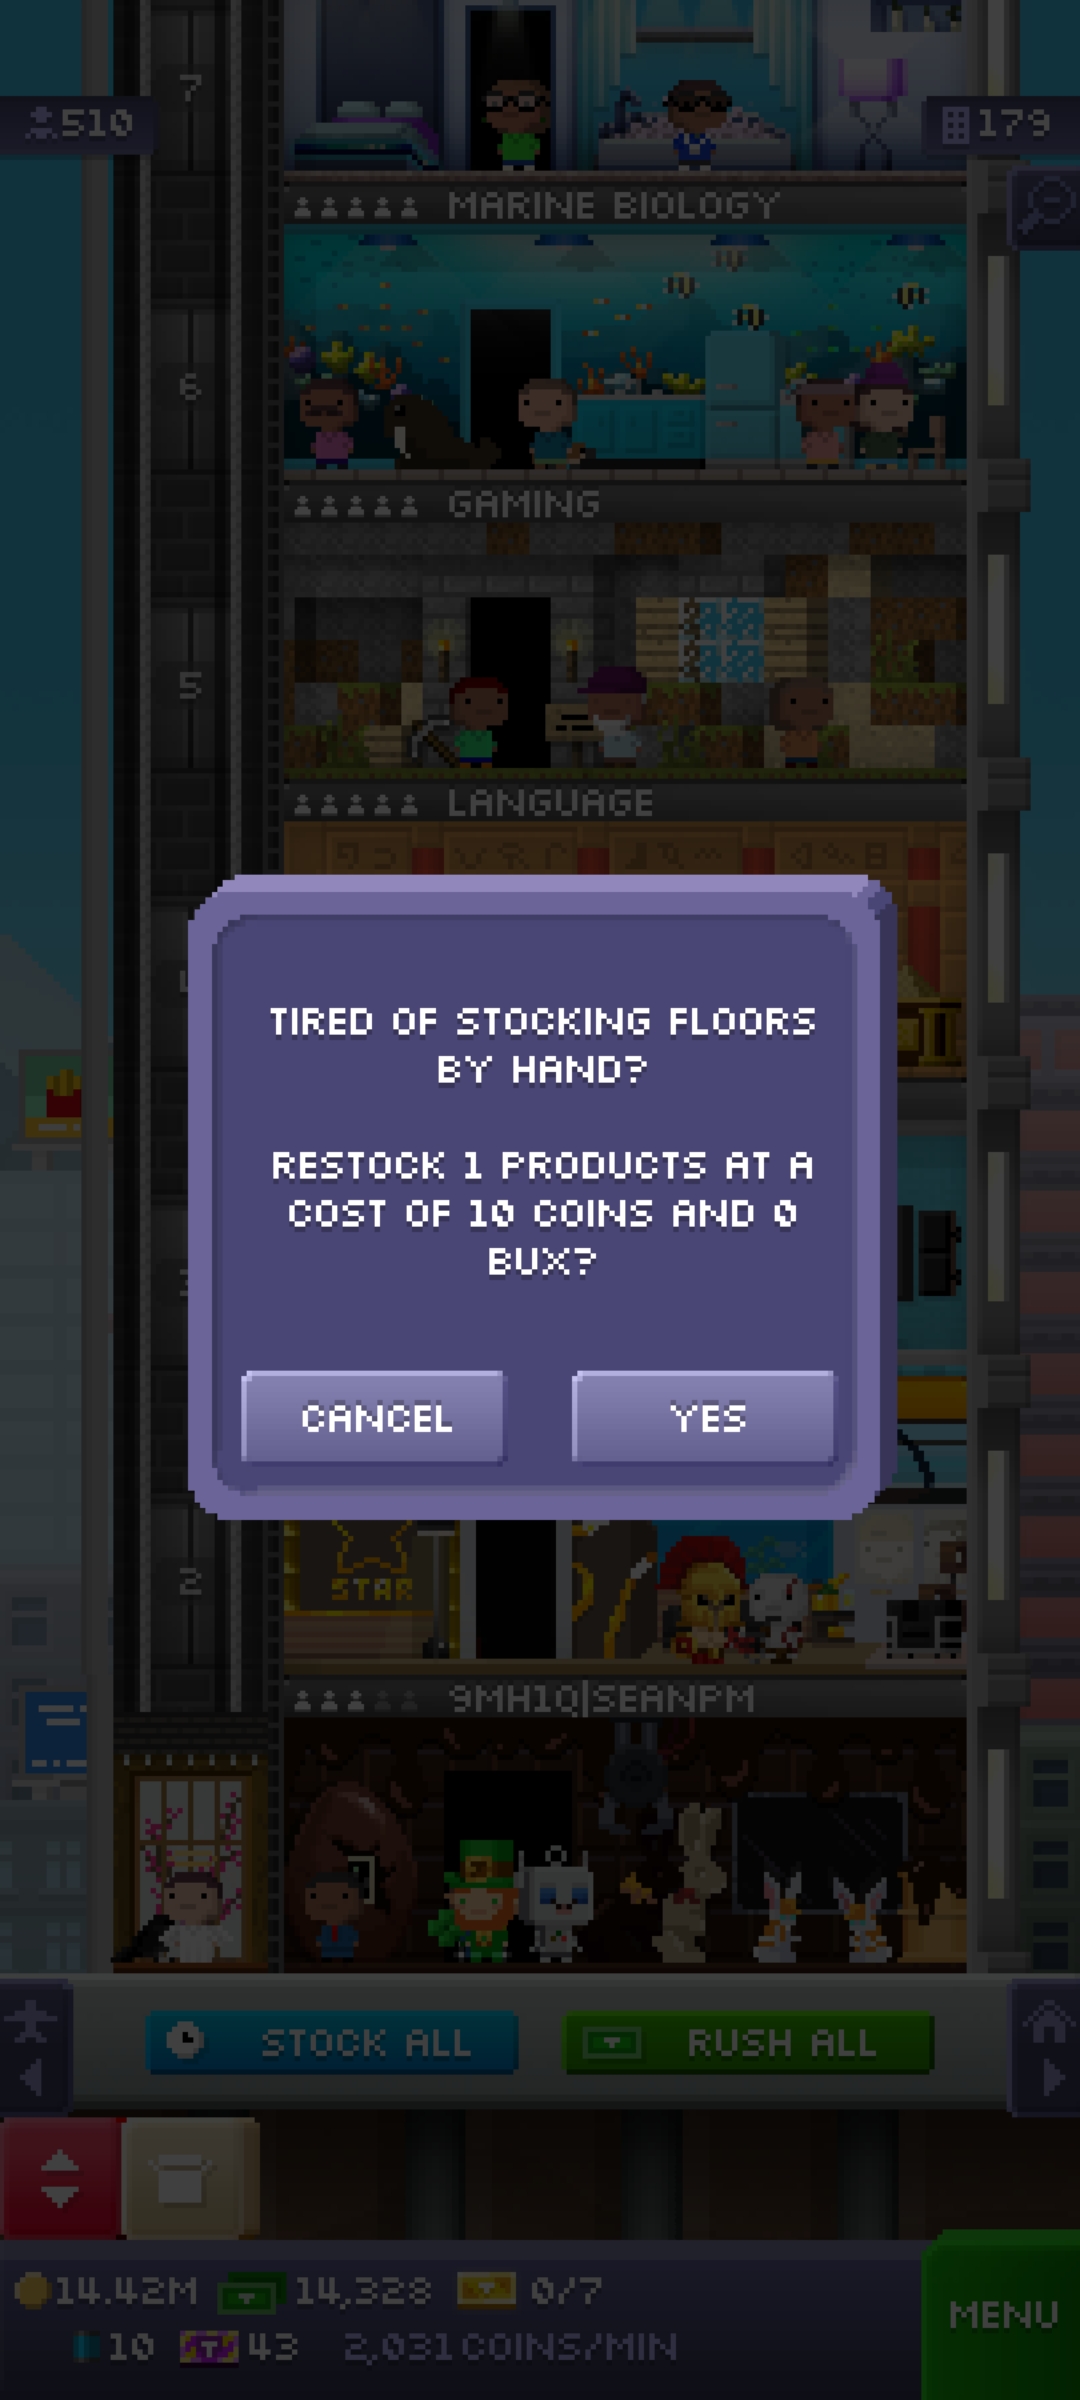 7
510
179
MARINE BIOLOGY
6
GAMING
5
LANGUAGE
TIRED OF STOCKING FLOORS
BY HAND?
RESTOCK 1 PRODUCTS AT A
COST OF 10 COINS AND 0
BUX?
CANCEL
YES
STAR
2
9MH1Q|SEANPM
STOCK ALL
RUSH ALL
14.42M
14,328
0/7
MENU
10
43
2,031COINS/MIN